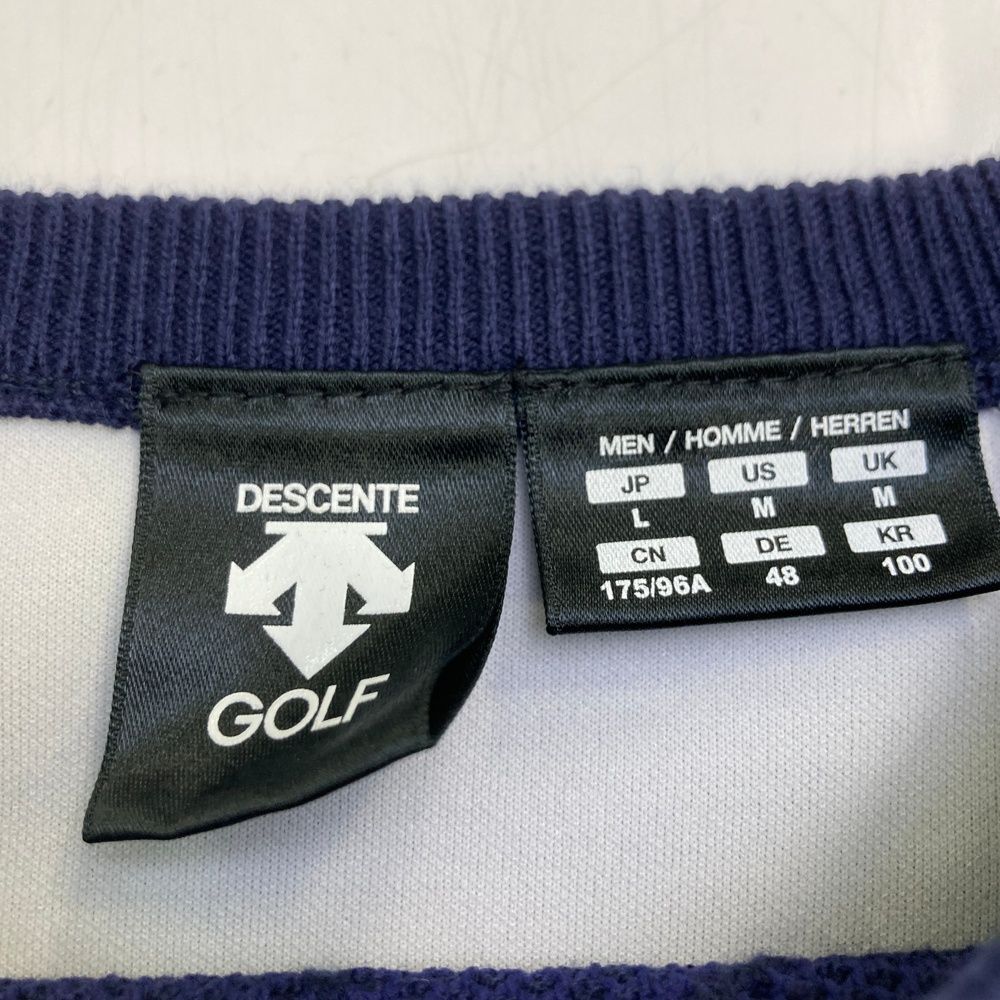 DESCENTE
GOLF
MEN / HOMME / HERREN
JP US UK
L M M
CN DE KR
175/96A 48 100